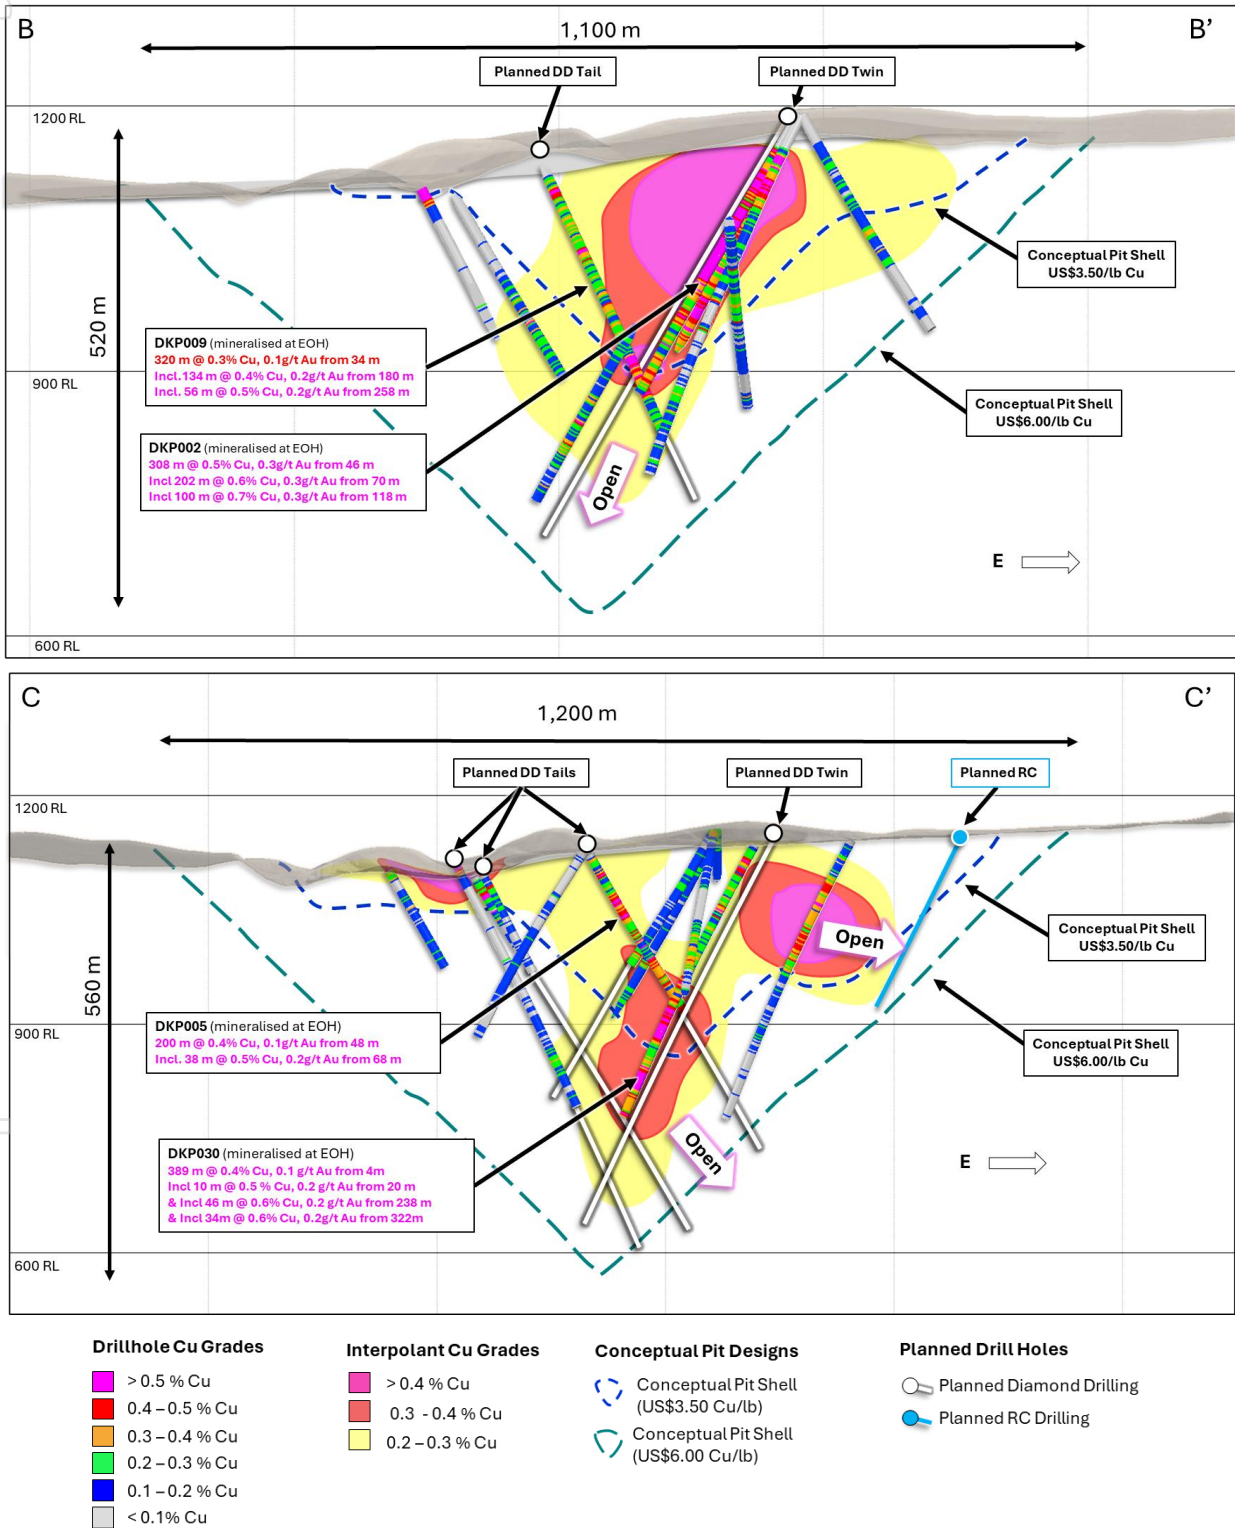 B
1,100 m
B'
Planned DD Tail
Planned DD Twin
1200 RL
Conceptual Pit Shell
US$3.50/lb Cu
520 m
DKP009 (mineralised at EOH)
320 m @ 0.3% Cu, 0.1g/t Au from 34 m
Incl.134 m @ 0.4% Cu, 0.2g/t Au from 180 m
Incl. 56 m @ 0.5% Cu, 0.2g/t Au from 258 m
900 RL
Conceptual Pit Shell
US$6.00/lb Cu
DKP002 (mineralised at EOH)
308 m @ 0.5% Cu, 0.3g/t Au from 46 m
Incl 202 m @ 0.6% Cu, 0.3g/t Au from 70 m
Incl 100 m @ 0.7% Cu, 0.3g/t Au from 118 m
Open
E
600 RL
C
1,200 m
C'
Planned DD Tails
Planned DD Twin
Planned RC
1200 RL
Open
Conceptual Pit Shell
US$3.50/lb Cu
560 m
900 RL
DKP005 (mineralised at EOH)
200 m @ 0.4% Cu, 0.1g/t Au from 48 m
Incl. 38 m @ 0.5% Cu, 0.2g/t Au from 68 m
Conceptual Pit Shell
US$6.00/lb Cu
DKP030 (mineralised at EOH)
389 m @ 0.4% Cu, 0.1 g/t Au from 4m
Incl 10 m @ 0.5 % Cu, 0.2 g/t Au from 20 m
& Incl 46 m @ 0.6% Cu, 0.2 g/t Au from 238 m
& Incl 34m @ 0.6% Cu, 0.2g/t Au from 322m
Open
E
600 RL
Drillhole Cu Grades
> 0.5 % Cu
0.4 – 0.5 % Cu
0.3 – 0.4 % Cu
0.2 – 0.3 % Cu
0.1 – 0.2 % Cu
< 0.1% Cu
Interpolant Cu Grades
> 0.4 % Cu
0.3 - 0.4 % Cu
0.2 – 0.3 % Cu
Conceptual Pit Designs
Conceptual Pit Shell
(US$3.50 Cu/lb)
Conceptual Pit Shell
(US$6.00 Cu/lb)
Planned Drill Holes
Planned Diamond Drilling
Planned RC Drilling